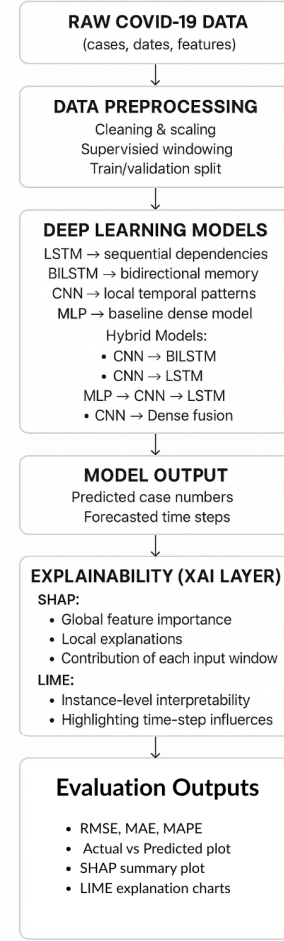 RAW COVID-19 DATA
(cases, dates, features)
DATA PREPROCESSING
Cleaning & scaling
Supervisied windowing
Train/validation split
DEEP LEARNING MODELS
LSTM → sequential dependencies
BILSTM → bidirectional memory
CNN → local temporal patterns
MLP → baseline dense model
Hybrid Models:
• CNN → BILSTM
• CNN → LSTM
MLP → CNN → LSTM
• CNN → Dense fusion
MODEL OUTPUT
Predicted case numbers
Forecasted time steps
EXPLAINABILITY (XAI LAYER)
SHAP:
• Global feature importance
• Local explanations
• Contribution of each input window
LIME:
• Instance-level interpretability
• Highlighting time-step influeces
Evaluation Outputs
• RMSE, MAE, MAPE
• Actual vs Predicted plot
• SHAP summary plot
• LIME explanation charts